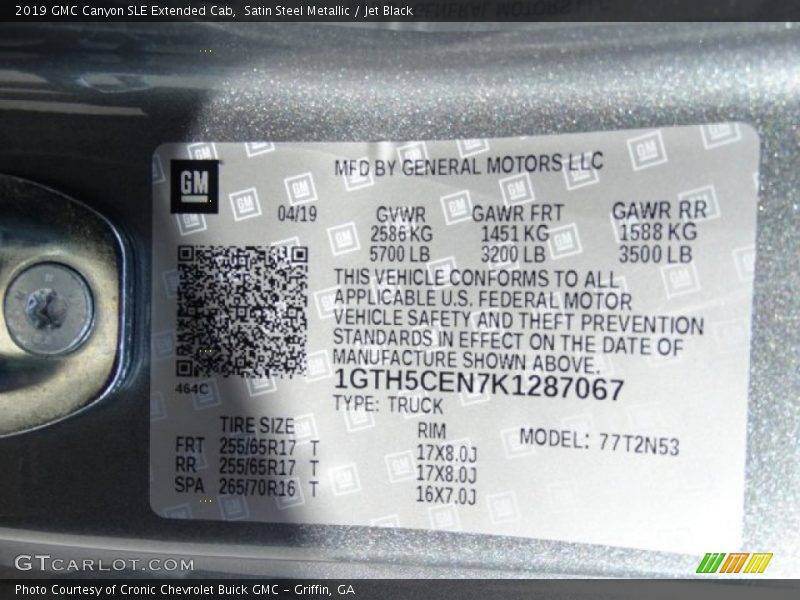 2019 GMC Canyon SLE Extended Cab, Satin Steel Metallic / Jet Black
GM
MFD BY GENERAL MOTORS LLC
04/19 GVWR GAWR FRT GAWR RR
2586 KG 1451 KG 1588 KG
5700 LB 3200 LB 3500 LB
THIS VEHICLE CONFORMS TO ALL
APPLICABLE U.S. FEDERAL MOTOR
VEHICLE SAFETY AND THEFT PREVENTION
STANDARDS IN EFFECT ON THE DATE OF
MANUFACTURE SHOWN ABOVE.
464C
1GTH5CEN7K1287067
TYPE: TRUCK
TIRE SIZE RIM MODEL: 77T2N53
FRT 255/65R17 T 17X8.0J
RR 255/65R17 T 17X8.0J
SPA 265/70R16 T 16X7.0J
GTCARLOT.COM
Photo Courtesy of Cronic Chevrolet Buick GMC - Griffin, GA